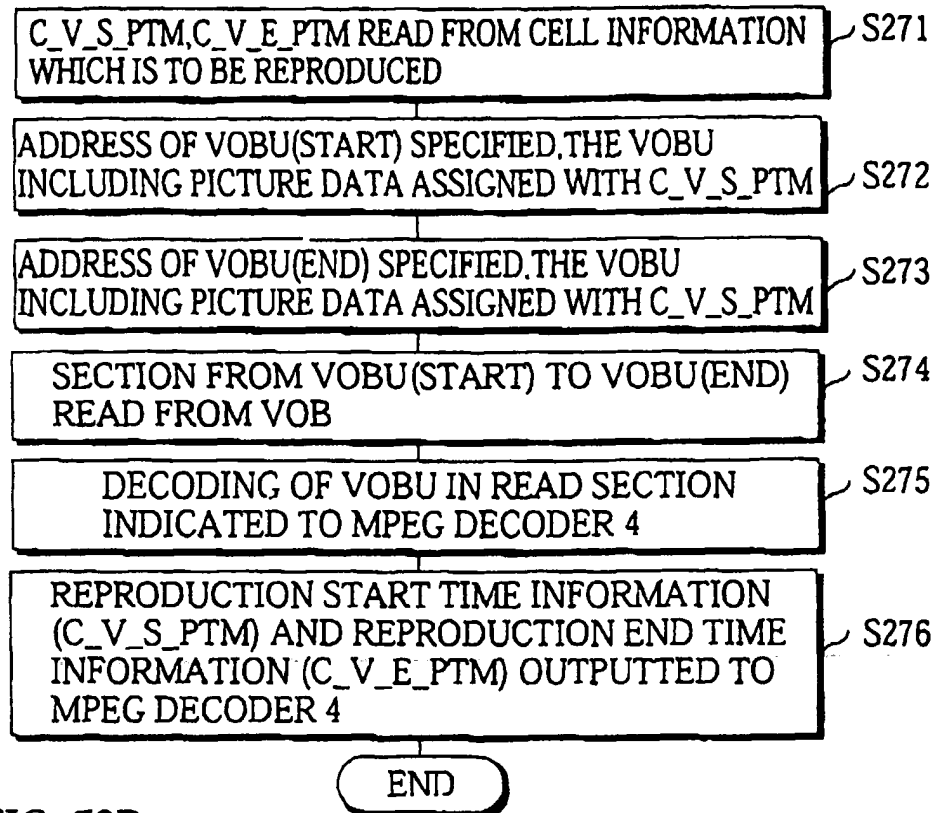 C_V_S_PTM,C_V_E_PTM READ FROM CELL INFORMATION
WHICH IS TO BE REPRODUCED
S271
ADDRESS OF VOBU(START) SPECIFIED.THE VOBU
INCLUDING PICTURE DATA ASSIGNED WITH C_V_S_PTM
S272
ADDRESS OF VOBU(END) SPECIFIED.THE VOBU
INCLUDING PICTURE DATA ASSIGNED WITH C_V_S_PTM
S273
SECTION FROM VOBU(START) TO VOBU(END)
READ FROM VOB
S274
DECODING OF VOBU IN READ SECTION
INDICATED TO MPEG DECODER 4
S275
REPRODUCTION START TIME INFORMATION
(C_V_S_PTM) AND REPRODUCTION END TIME
INFORMATION (C_V_E_PTM) OUTPUTTED TO
MPEG DECODER 4
S276
END